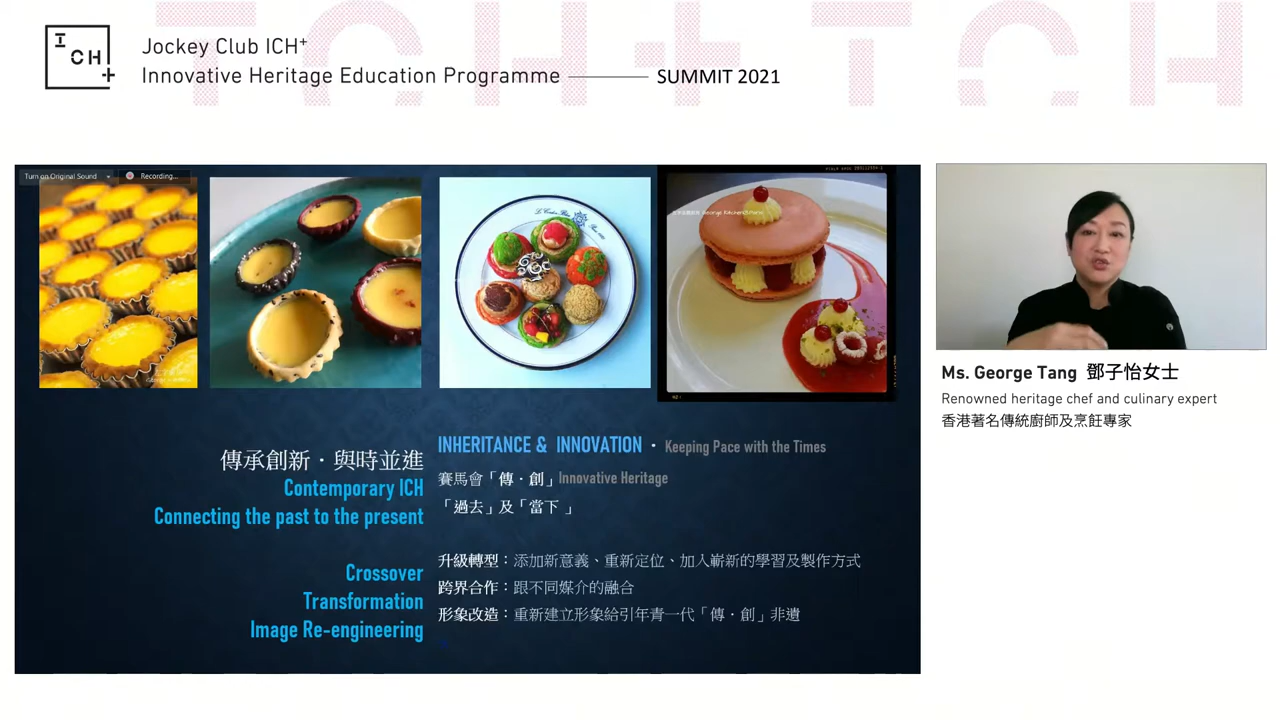 I
CH
+
Jockey Club ICH+
Innovative Heritage Education Programme
SUMMIT 2021
Turn on Original Sound
Recording...
Ms. George Tang 鄧子怡女士
Renowned heritage chef and culinary expert
香港著名傳統廚師及烹飪專家
傳承創新・與時並進
Contemporary ICH
Connecting the past to the present
Crossover
Transformation
Image Re-engineering
INHERITANCE & INNOVATION · Keeping Pace with the Times
賽馬會「傳・創」Innovative Heritage
「過去」及「當下 」
升級轉型：添加新意義、重新定位、加入嶄新的學習及製作方式
跨界合作：跟不同媒介的融合
形象改造：重新建立形象給引年青一代「傳・創」非遺